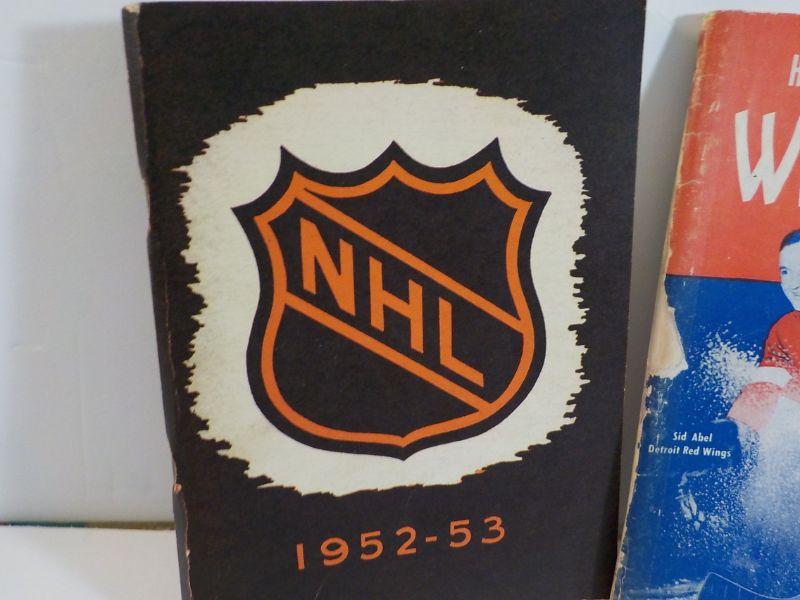 NHL
1952-53
Sid Abel
Detroit Red Wings